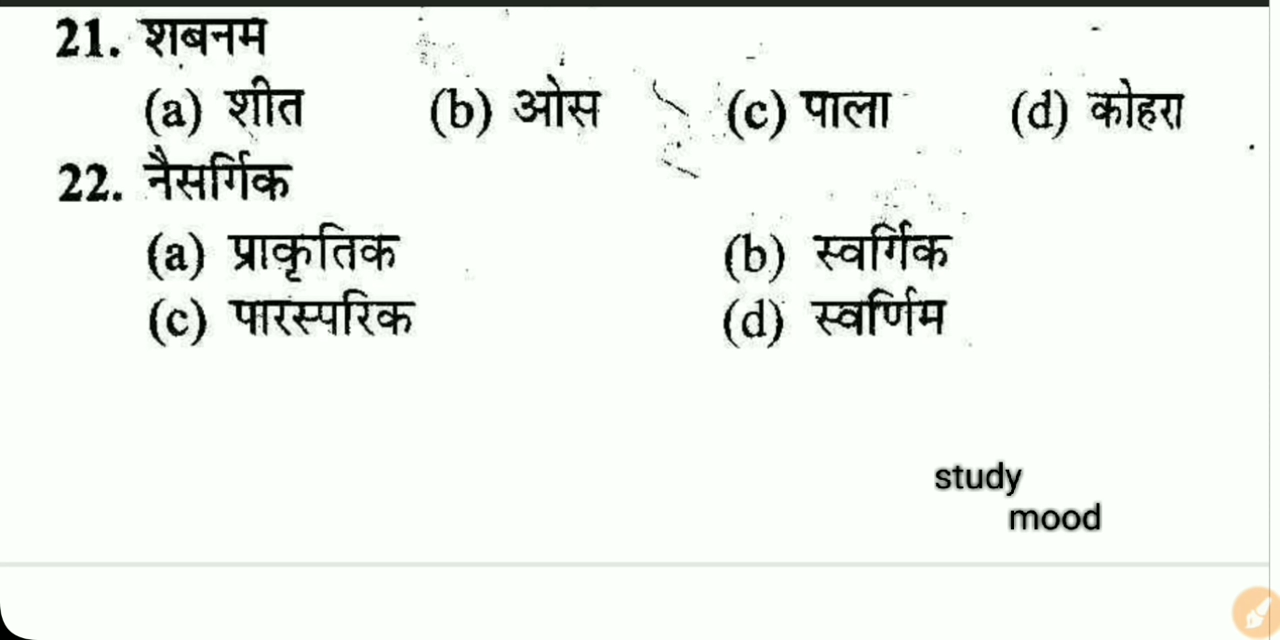 21. शबनम
(a) शीत (b) ओस (c) पाला (d) कोहरा
22. नैसर्गिक
(a) प्राकृतिक (b) स्वर्गिक
(c) पारस्परिक (d) स्वर्णिम
study
mood